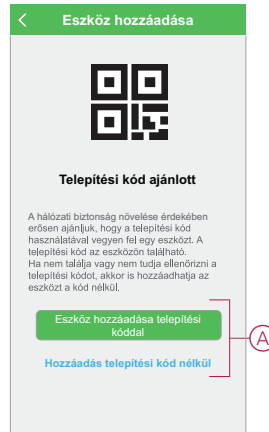 Eszköz hozzáadása
Telepítési kód ajánlott
A hálózati biztonság növelése érdekében
erősen ajánljuk, hogy a telepítési kód
használatával vegyen fel egy eszközt. A
telepítési kód az eszközön található.
Ha nem találja vagy nem tudja ellenőrizni a
telepítési kódot, akkor is hozzáadhatja az
eszközt a kód nélkül.
Eszköz hozzáadása telepítési
kóddal
A
Hozzáadás telepítési kód nélkül